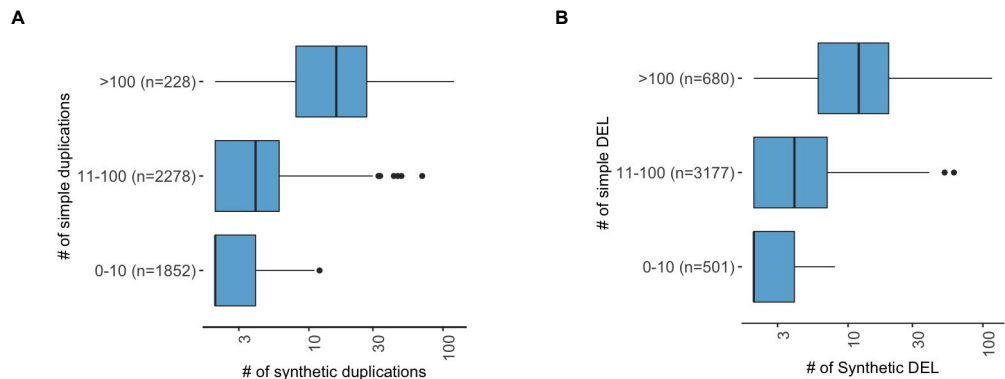 A
# of simple duplications
>100 (n=228)
11-100 (n=2278)
0-10 (n=1852)
3
10
30
100
# of synthetic duplications
B
# of simple DEL
>100 (n=680)
11-100 (n=3177)
0-10 (n=501)
3
10
30
100
# of Synthetic DEL